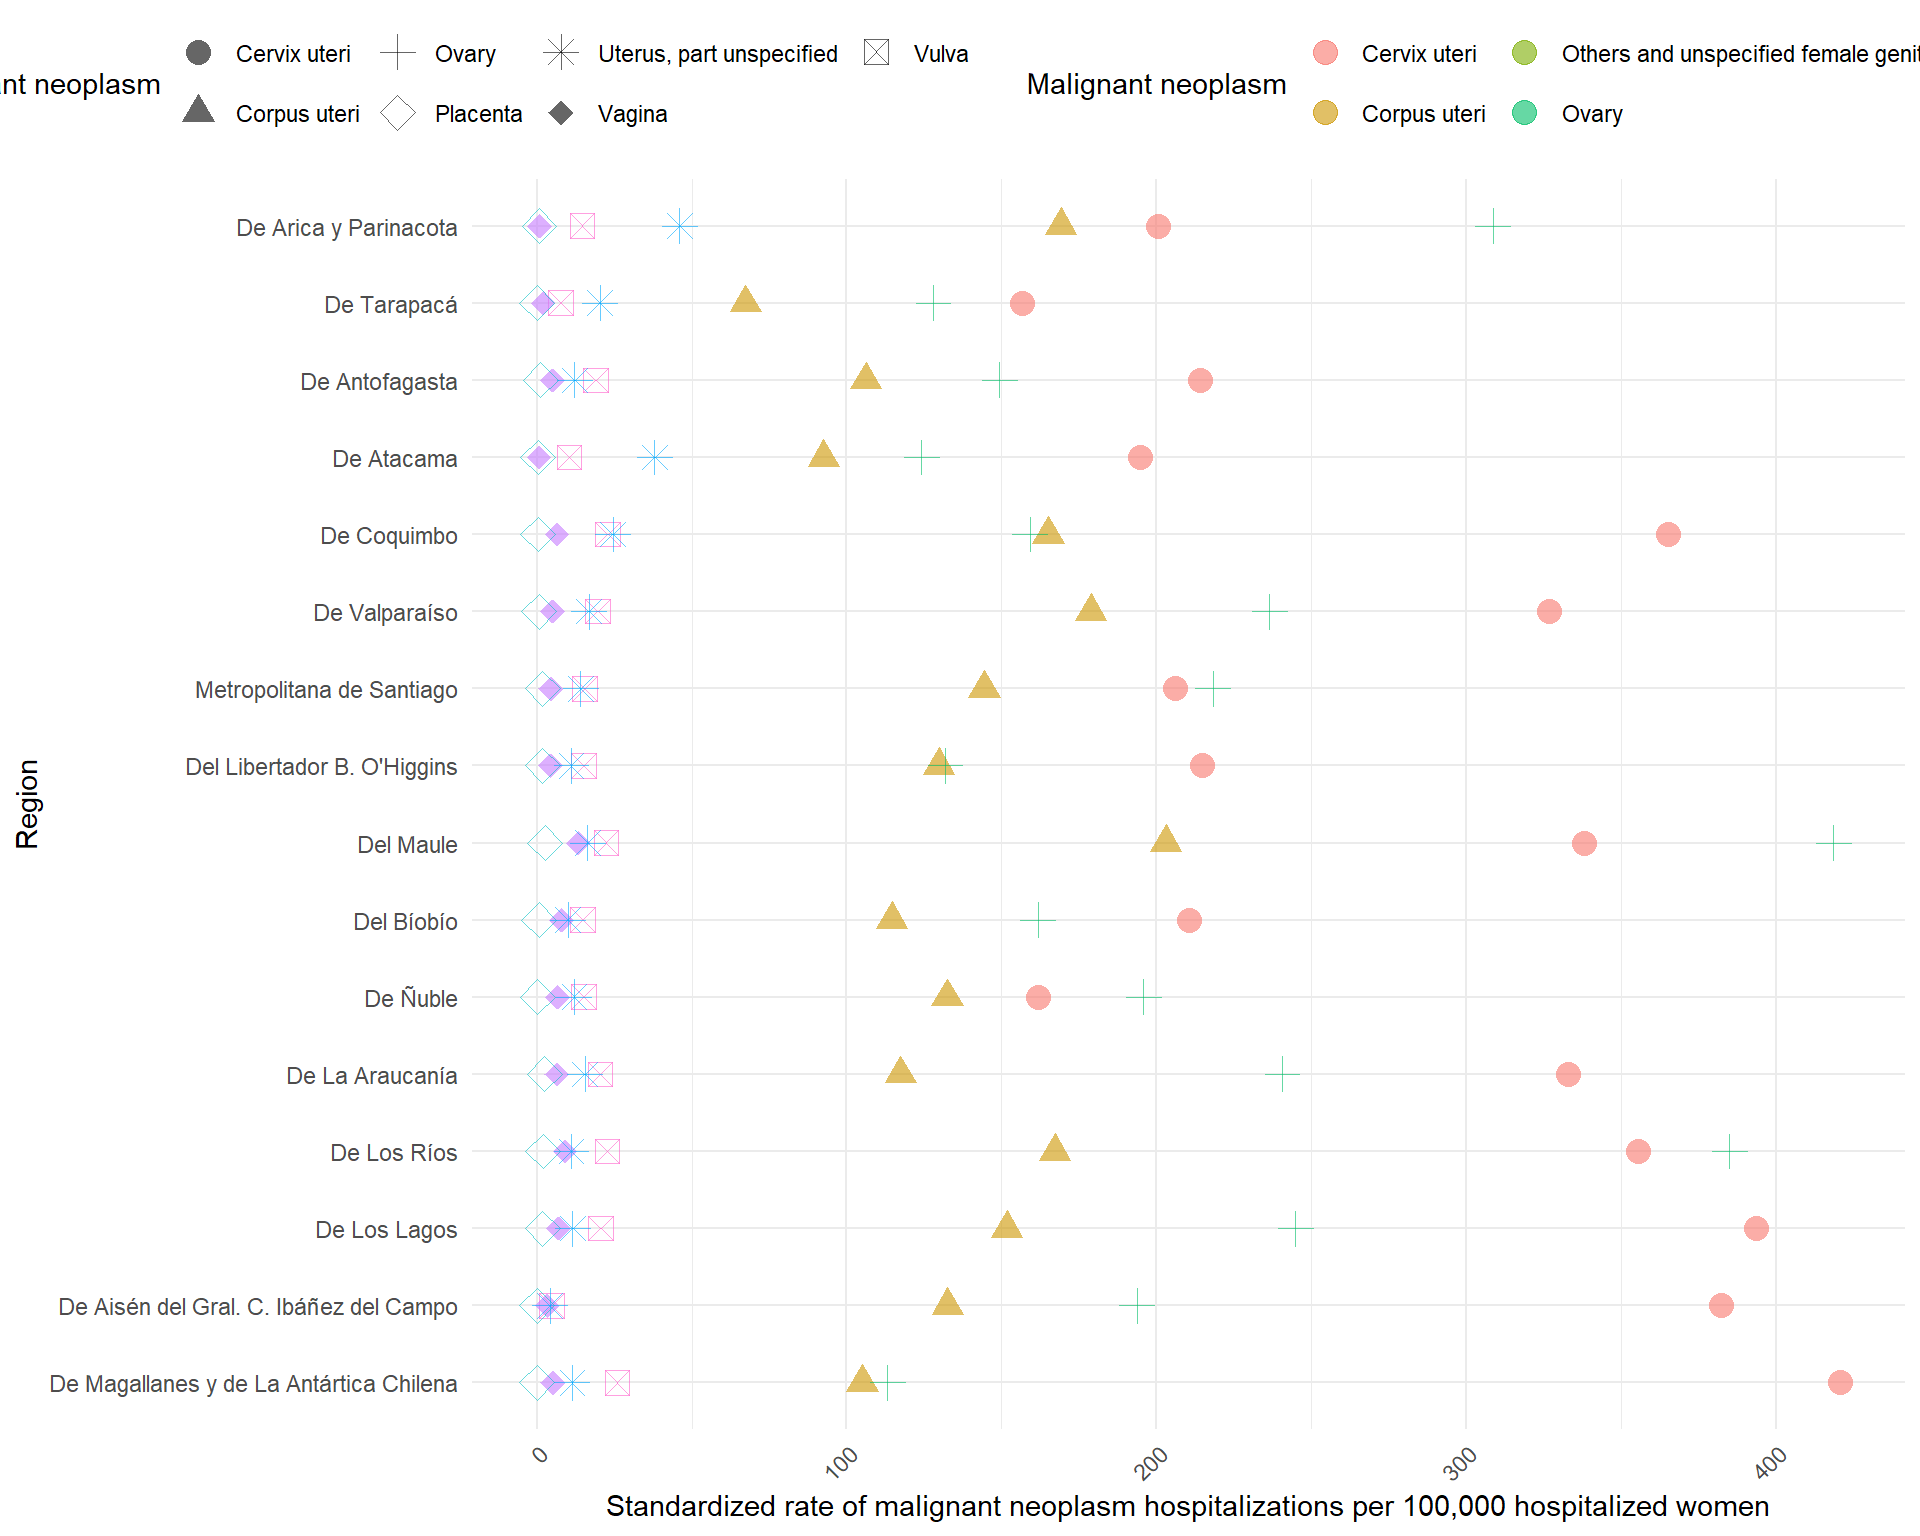 nt neoplasm
Cervix uteri
Ovary
Uterus, part unspecified
Vulva
Corpus uteri
Placenta
Vagina
Malignant neoplasm
Cervix uteri
Others and unspecified female genit
Corpus uteri
Ovary
Region
De Arica y Parinacota
De Tarapacá
De Antofagasta
De Atacama
De Coquimbo
De Valparaíso
Metropolitana de Santiago
Del Libertador B. O'Higgins
Del Maule
Del Bíobío
De Ñuble
De La Araucanía
De Los Ríos
De Los Lagos
De Aisén del Gral. C. Ibáñez del Campo
De Magallanes y de La Antártica Chilena
0
100
200
300
400
Standardized rate of malignant neoplasm hospitalizations per 100,000 hospitalized women